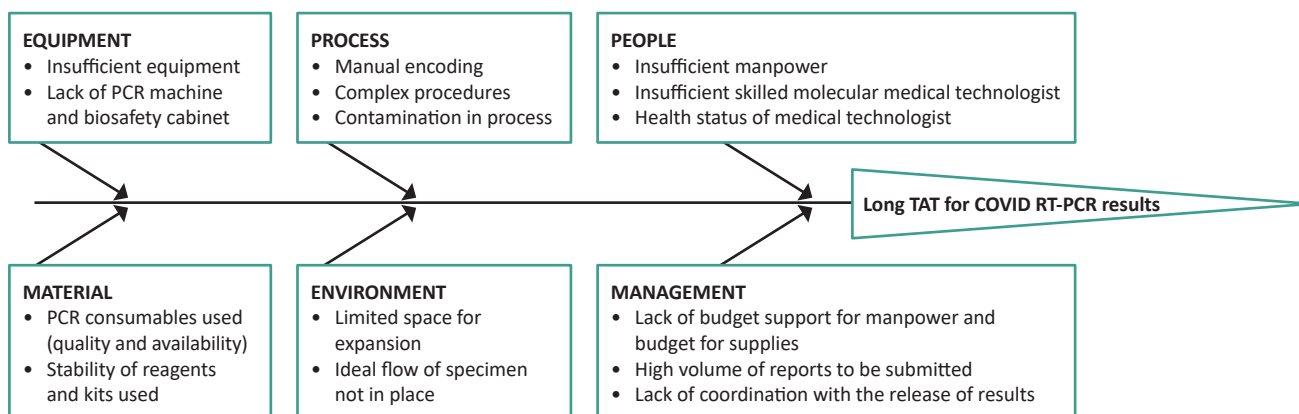 EQUIPMENT
• Insufficient equipment
• Lack of PCR machine
and biosafety cabinet
PROCESS
• Manual encoding
• Complex procedures
• Contamination in process
PEOPLE
• Insufficient manpower
• Insufficient skilled molecular medical technologist
• Health status of medical technologist
Long TAT for COVID RT-PCR results
MATERIAL
• PCR consumables used
(quality and availability)
• Stability of reagents
and kits used
ENVIRONMENT
• Limited space for
expansion
• Ideal flow of specimen
not in place
MANAGEMENT
• Lack of budget support for manpower and
budget for supplies
• High volume of reports to be submitted
• Lack of coordination with the release of results